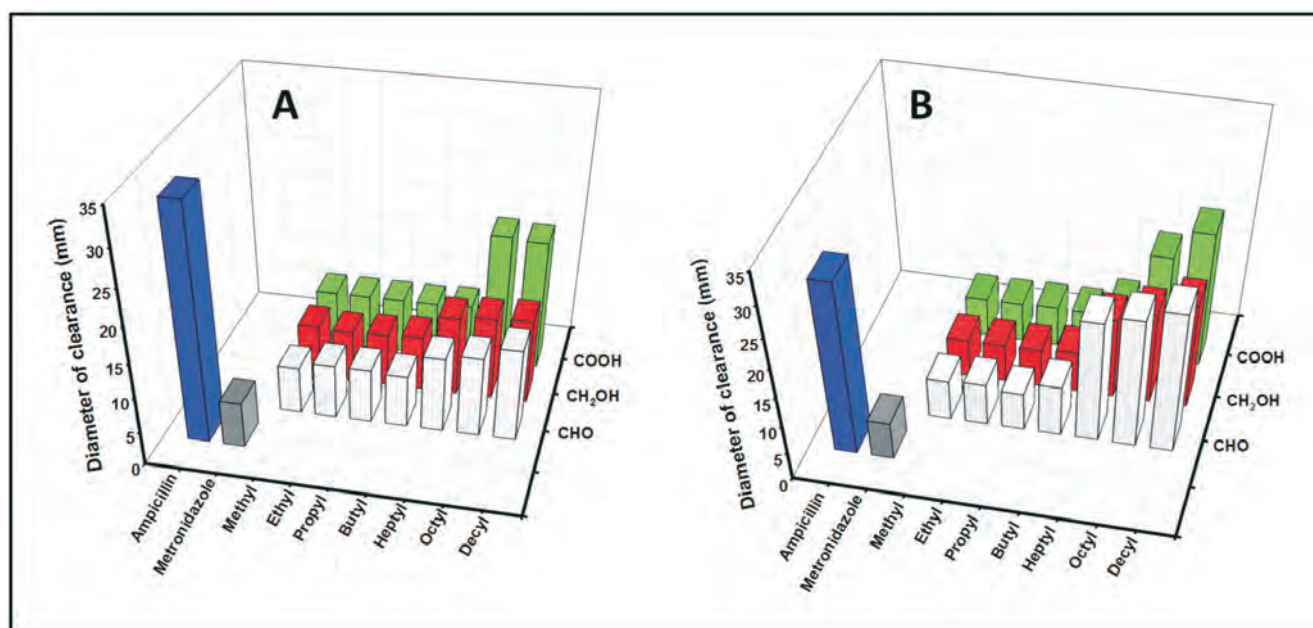 A
Diameter of clearance (mm)
35
30
25
20
15
10
5
0
Ampicillin
Metronidazole
Methyl
Ethyl
Propyl
Butyl
Heptyl
Octyl
Decyl
COOH
CH₂OH
CHO
B
Diameter of clearance (mm)
35
30
25
20
15
10
5
0
Ampicillin
Metronidazole
Methyl
Ethyl
Propyl
Butyl
Heptyl
Octyl
Decyl
COOH
CH₂OH
CHO